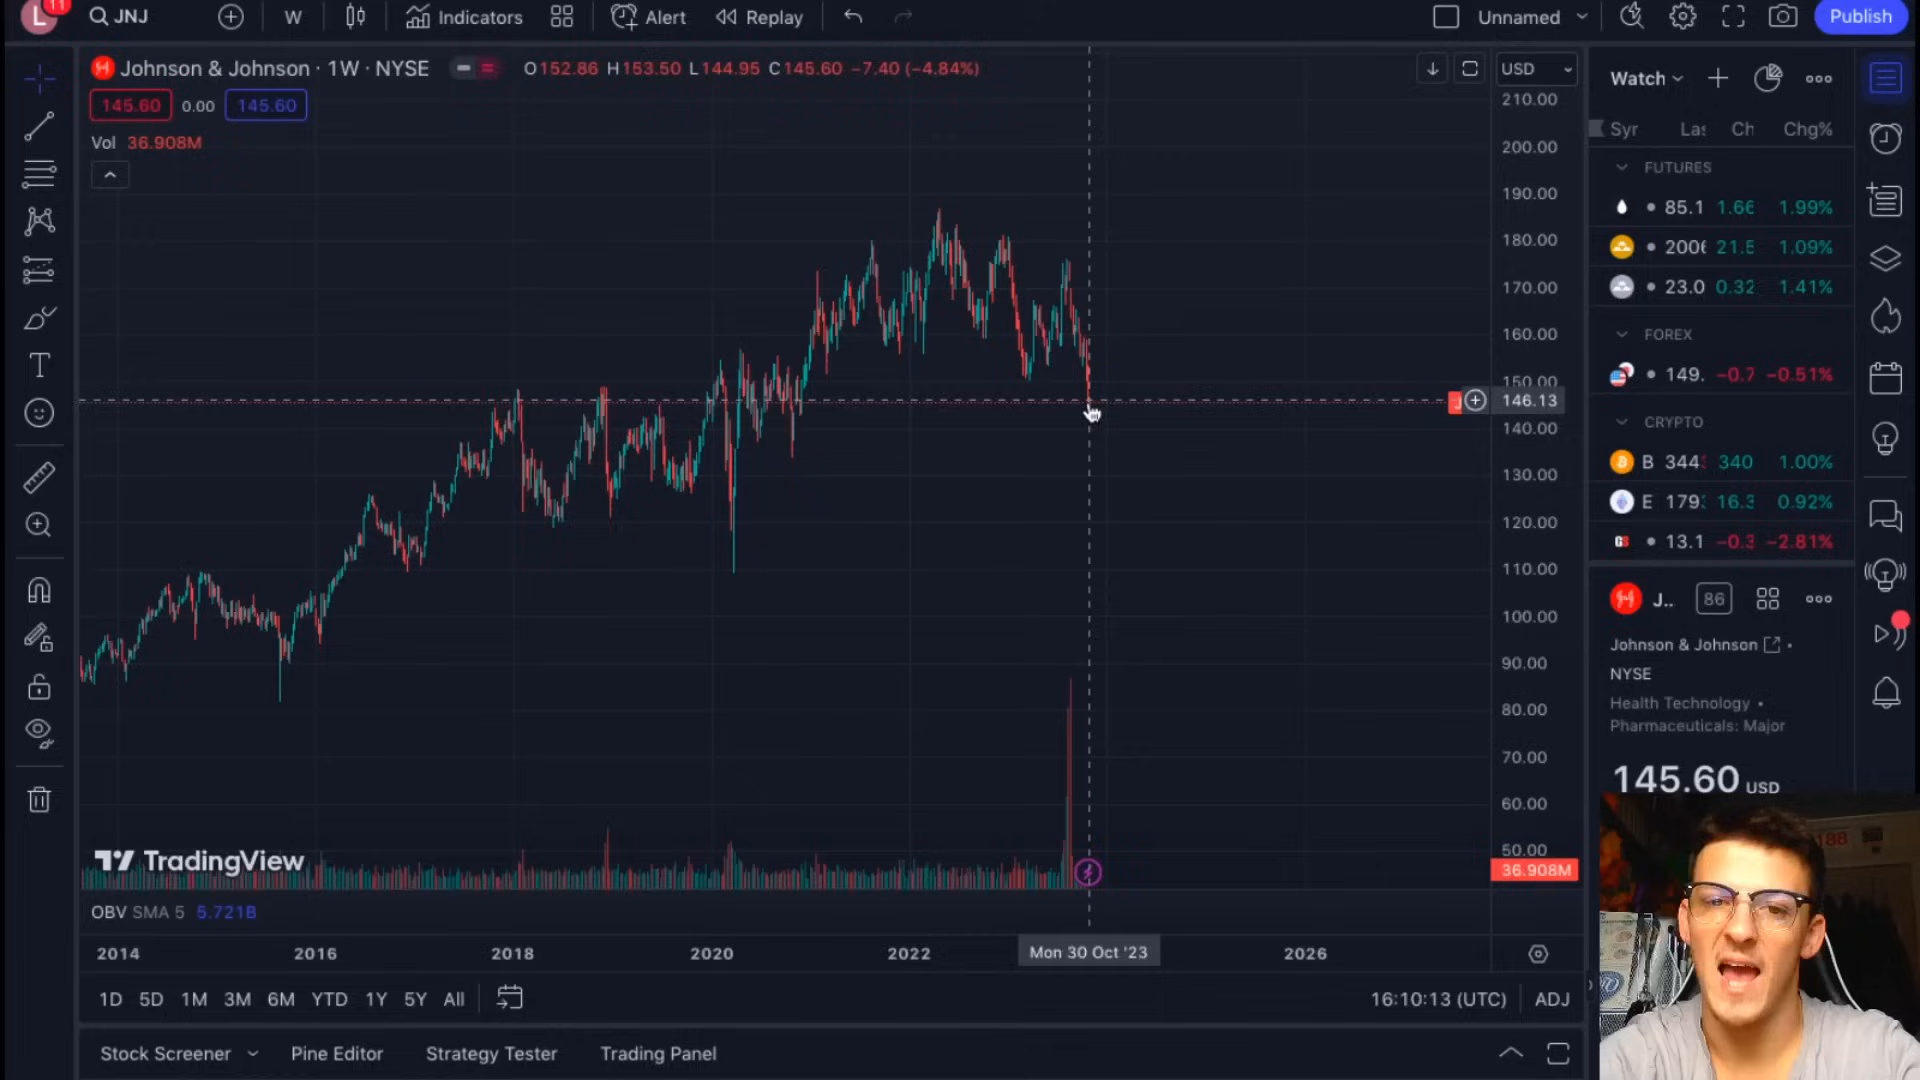 11
L
JNJ
W
Indicators
Alert
Replay
Unnamed
Publish
Johnson & Johnson · 1W · NYSE
O152.86 H153.50 L144.95 C145.60 −7.40 (−4.84%)
145.60 0.00 145.60
Vol 36.908M
USD
210.00
200.00
190.00
180.00
170.00
160.00
150.00
146.13
140.00
130.00
120.00
110.00
100.00
90.00
80.00
70.00
60.00
50.00
36.908M
TradingView
OBV SMA 5 5.721B
2014
2016
2018
2020
2022
Mon 30 Oct '23
2026
1D 5D 1M 3M 6M YTD 1Y 5Y All
16:10:13 (UTC)
ADJ
Stock Screener
Pine Editor
Strategy Tester
Trading Panel
Watch
Syr Las Ch Chg%
FUTURES
85.1 1.66 1.99%
2006 21.5 1.09%
23.0 0.32 1.41%
FOREX
149. −0.7 −0.51%
CRYPTO
B 344 340 1.00%
E 179 16.3 0.92%
13.1 −0.3 −2.81%
J... 86
Johnson & Johnson
NYSE
Health Technology •
Pharmaceuticals: Major
145.60 USD